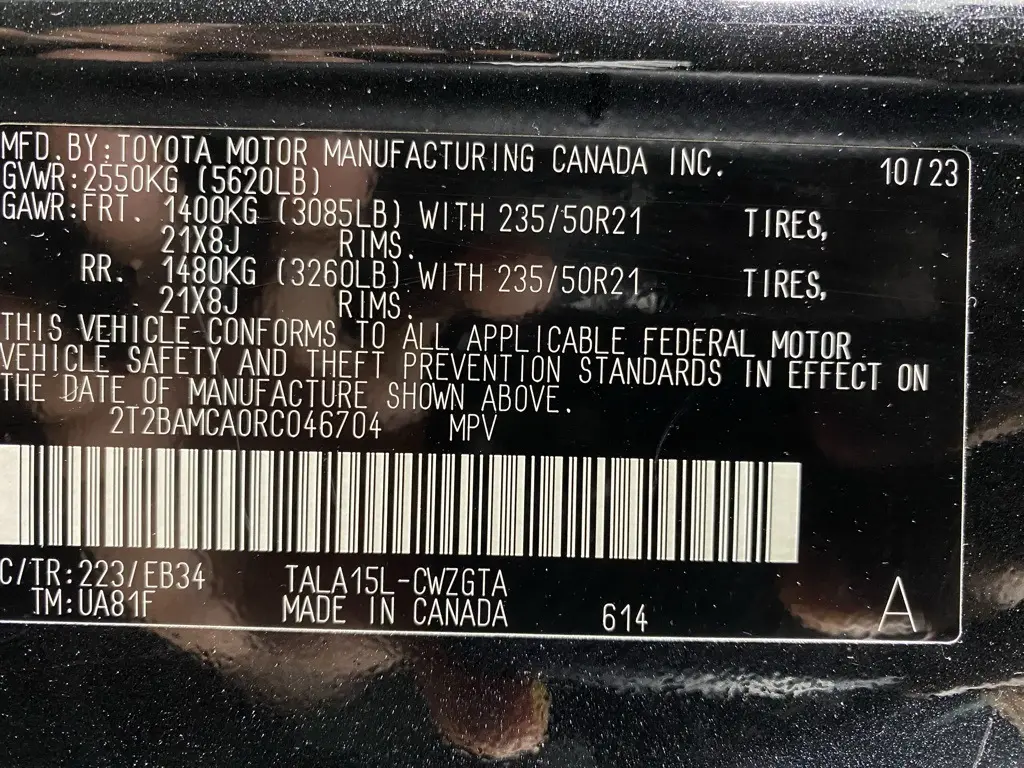 MFD.BY:TOYOTA MOTOR MANUFACTURING CANADA INC. 10/23
GVWR:2550KG (5620LB)
GAWR:FRT. 1400KG (3085LB) WITH 235/50R21 TIRES,
21X8J RIMS.
RR. 1480KG (3260LB) WITH 235/50R21 TIRES,
21X8J RIMS.
THIS VEHICLE CONFORMS TO ALL APPLICABLE FEDERAL MOTOR
VEHICLE SAFETY AND THEFT PREVENTION STANDARDS IN EFFECT ON
THE DATE OF MANUFACTURE SHOWN ABOVE.
2T2BAMCA0RC046704 MPV
C/TR:223/EB34 TALA15L-CWZGTA
TM:UA81F MADE IN CANADA 614 A